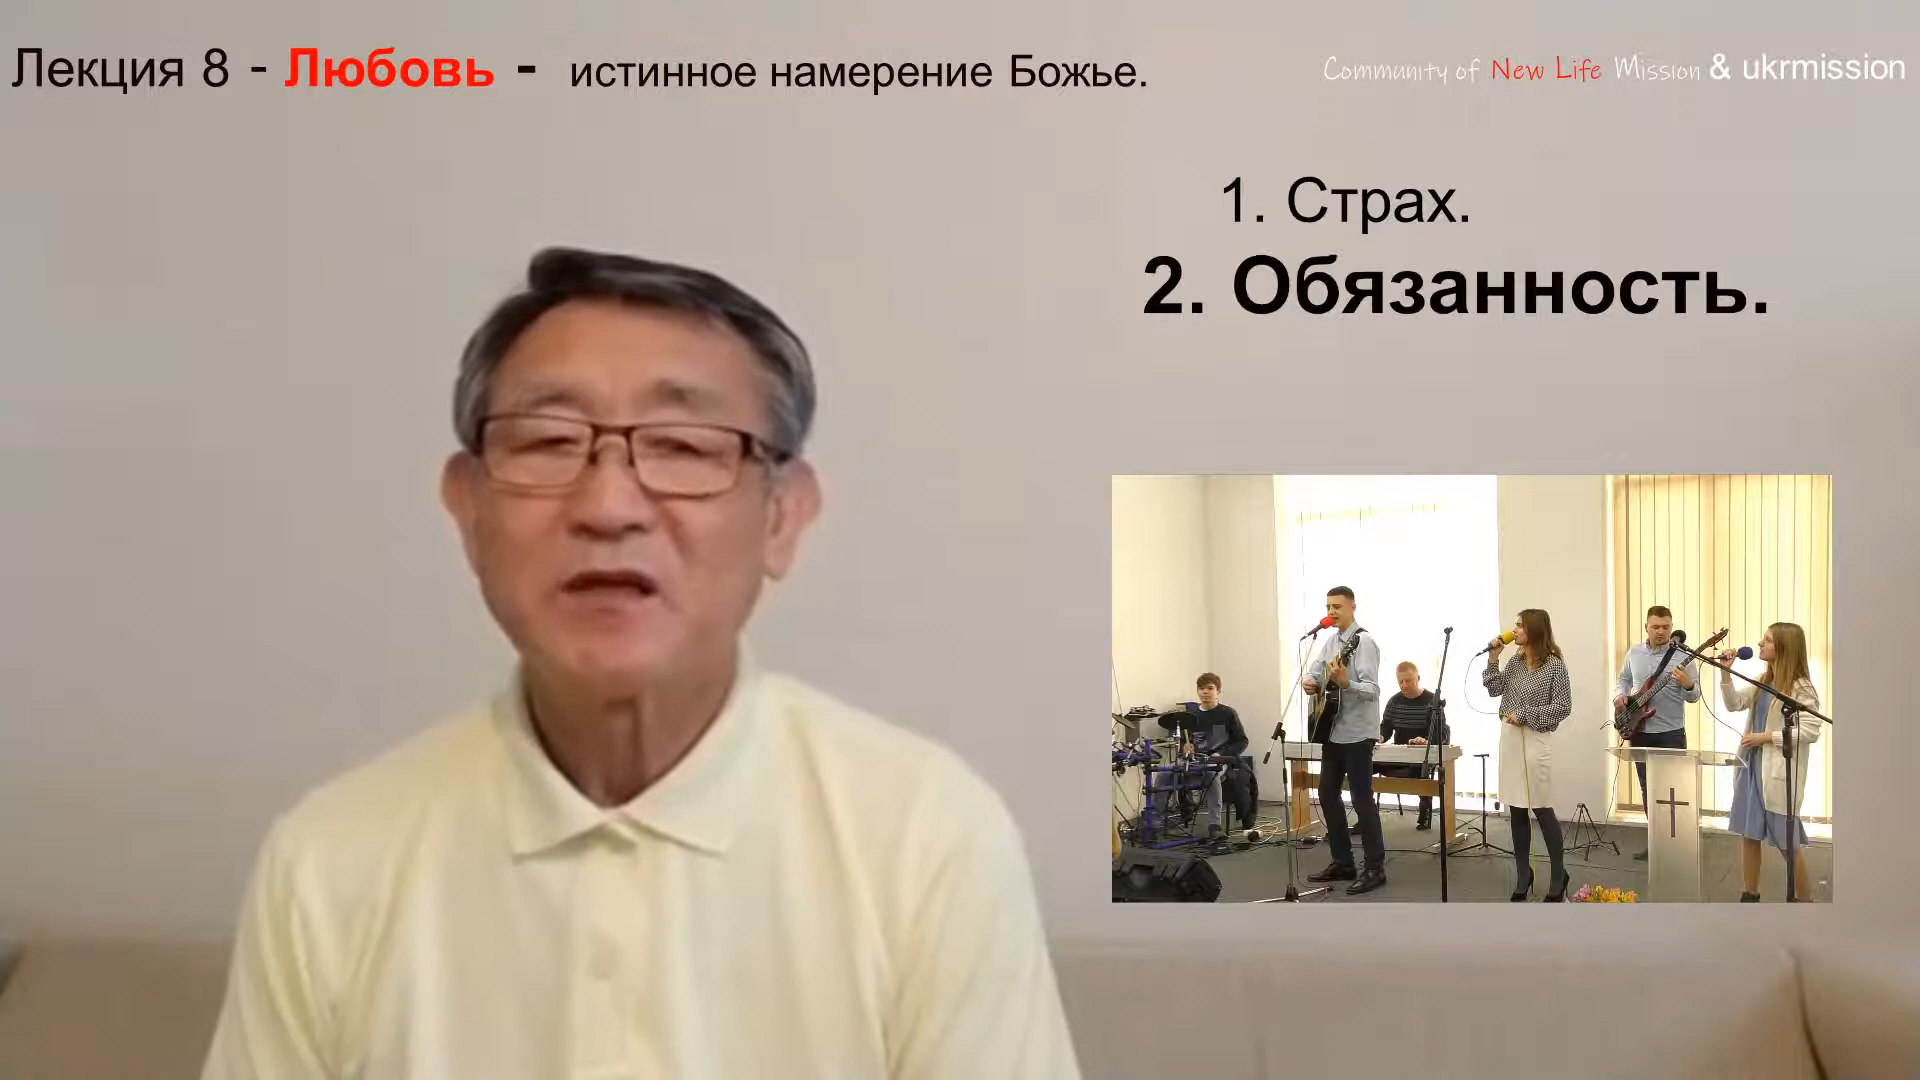 Лекция 8 - Любовь - истинное намерение Божье.
Community of New Life Mission & ukrmission
1. Страх.
2. Обязанность.